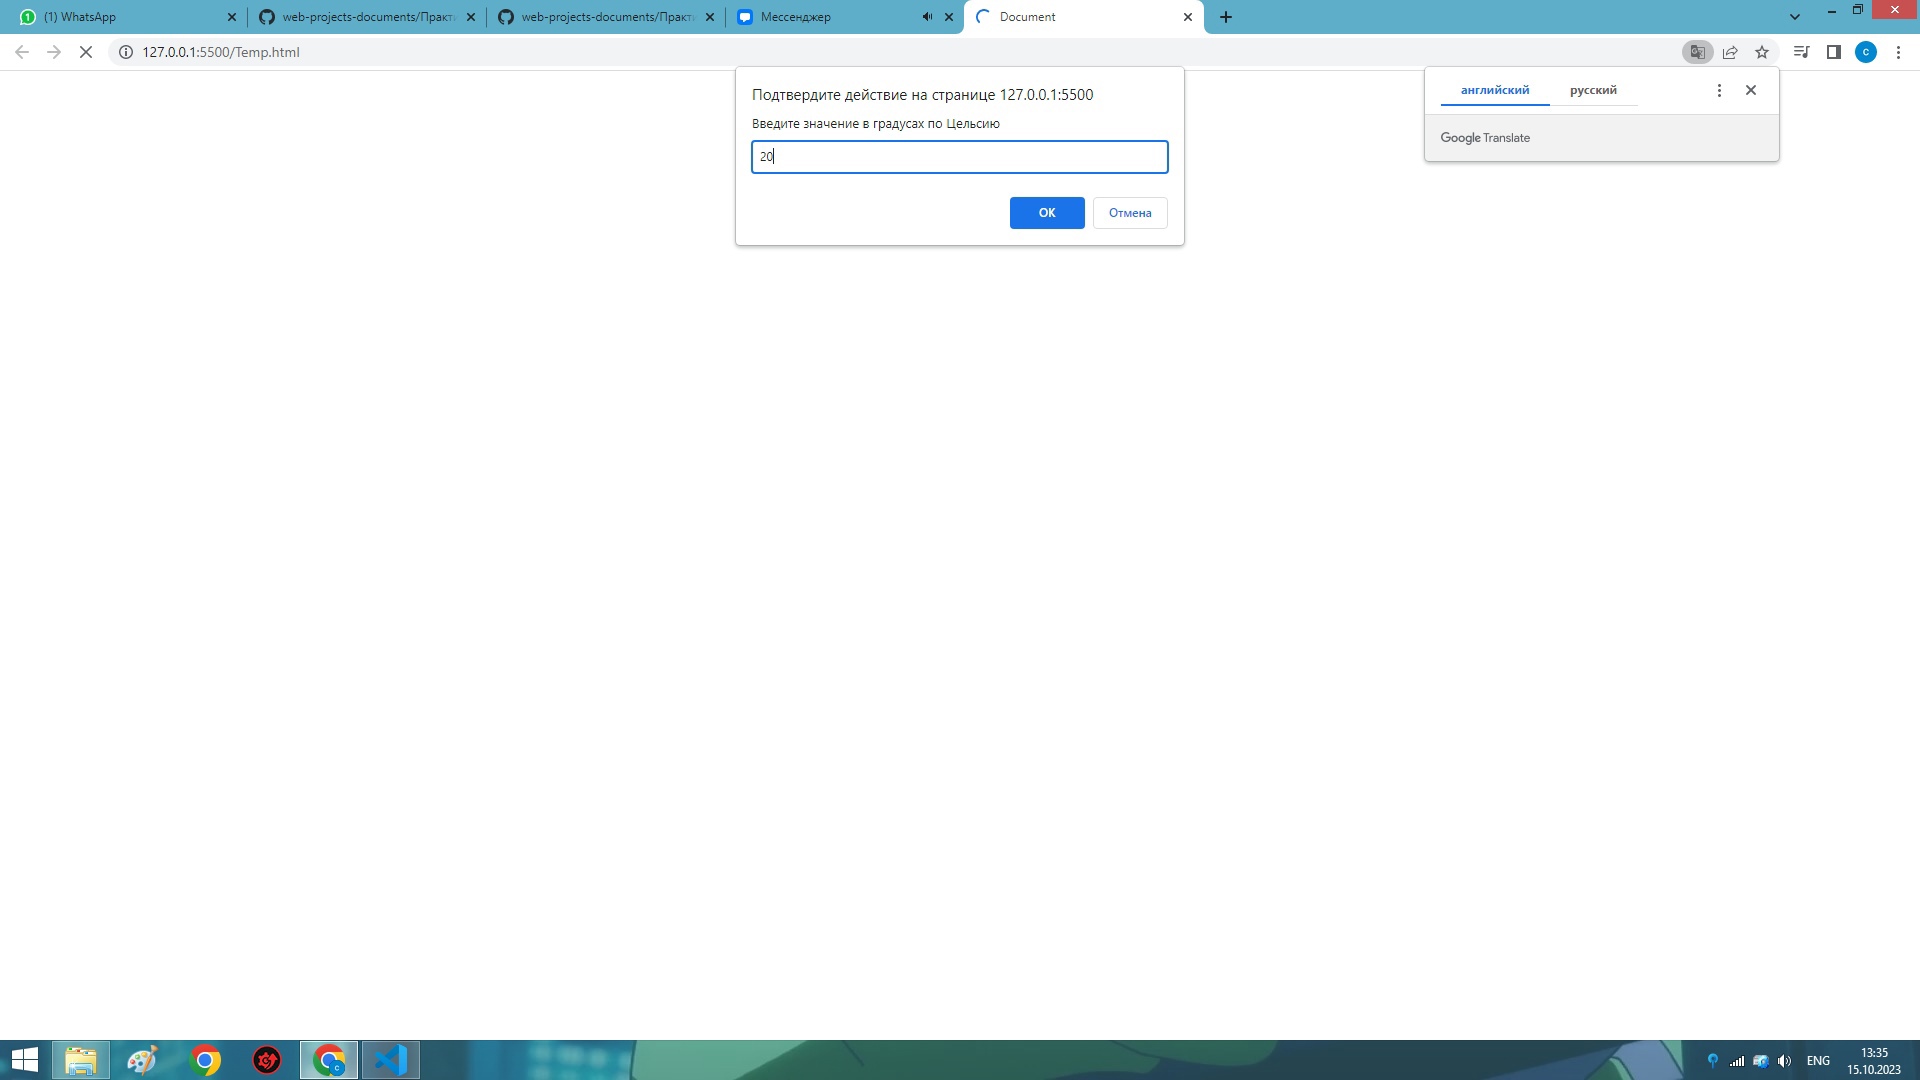 1
(1) WhatsApp
web-projects-documents/Практи
web-projects-documents/Практи
Мессенджер
Document
127.0.0.1:5500/Temp.html
c
Подтвердите действие на странице 127.0.0.1:5500
Введите значение в градусах по Цельсию
20
ОК
Отмена
английский
русский
Google Translate
c
ENG
13:35
15.10.2023